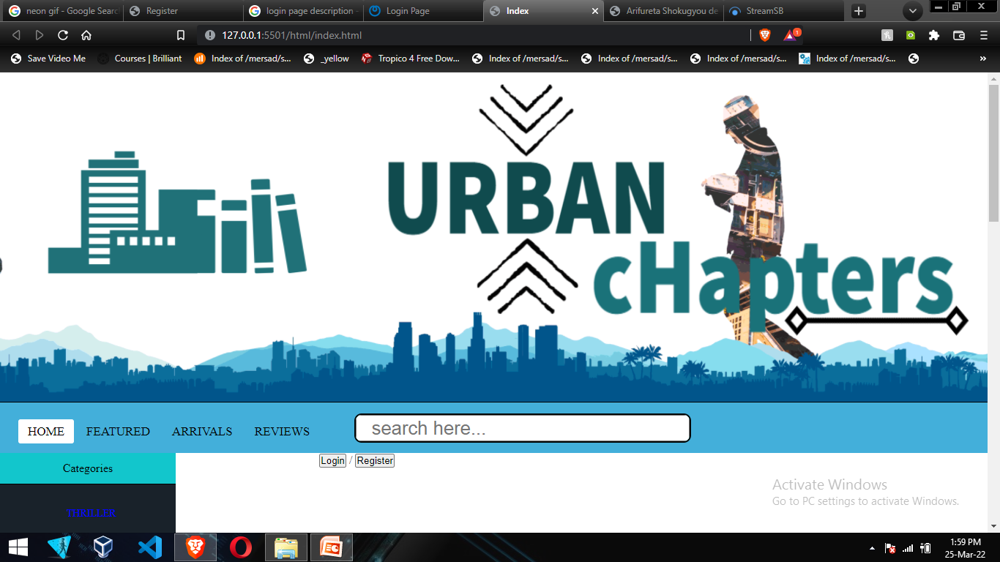 neon gif - Google Searc
Register
login page description -
Login Page
Index
Arifureta Shokugyou de
StreamSB
127.0.0.1:5501/html/index.html
1
Save Video Me
Courses | Brilliant
Index of /mersad/s...
_yellow
Tropico 4 Free Dow...
Index of /mersad/s...
Index of /mersad/s...
Index of /mersad/s...
Index of /mersad/s...
»
URBAN
cHapters
HOME
FEATURED
ARRIVALS
REVIEWS
search here...
Categories
Login / Register
THRILLER
Activate Windows
Go to PC settings to activate Windows.
1:59 PM
25-Mar-22